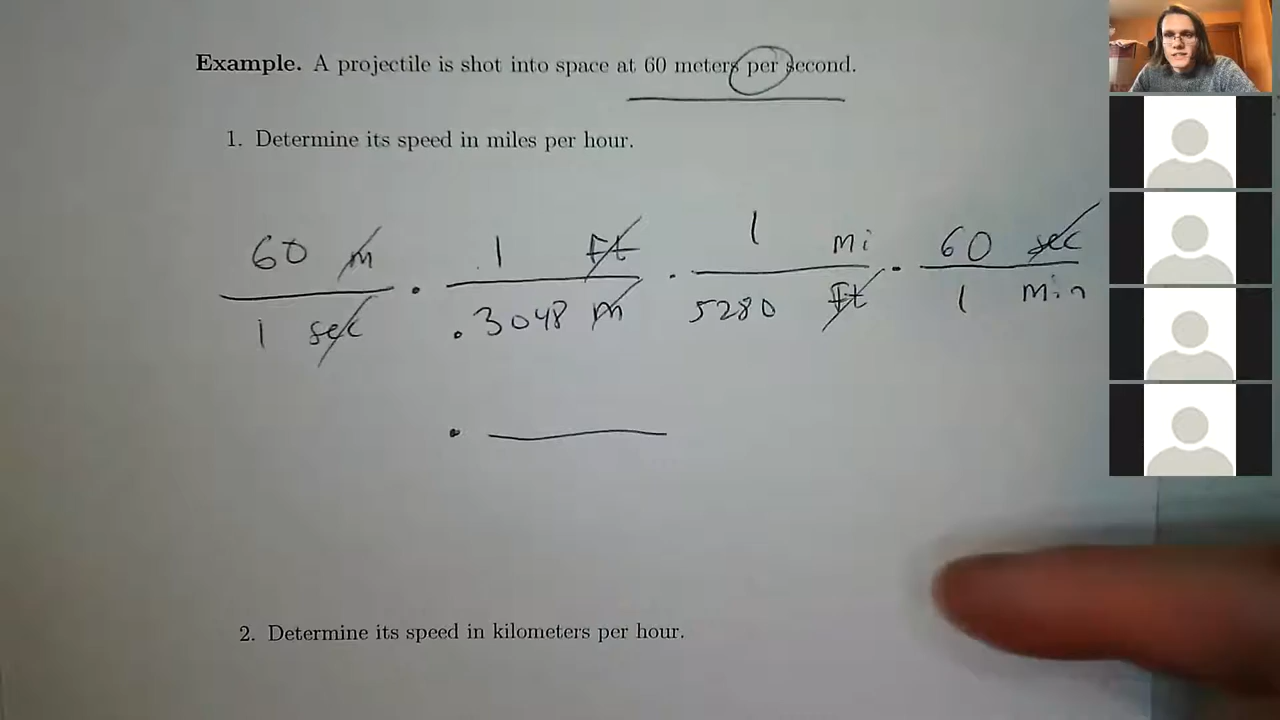 Example. A projectile is shot into space at 60 meters per second.
1. Determine its speed in miles per hour.
60 m / 1 sec · 1 ft / .3048 m · 1 mi / 5280 ft · 60 sec / 1 min
·
2. Determine its speed in kilometers per hour.